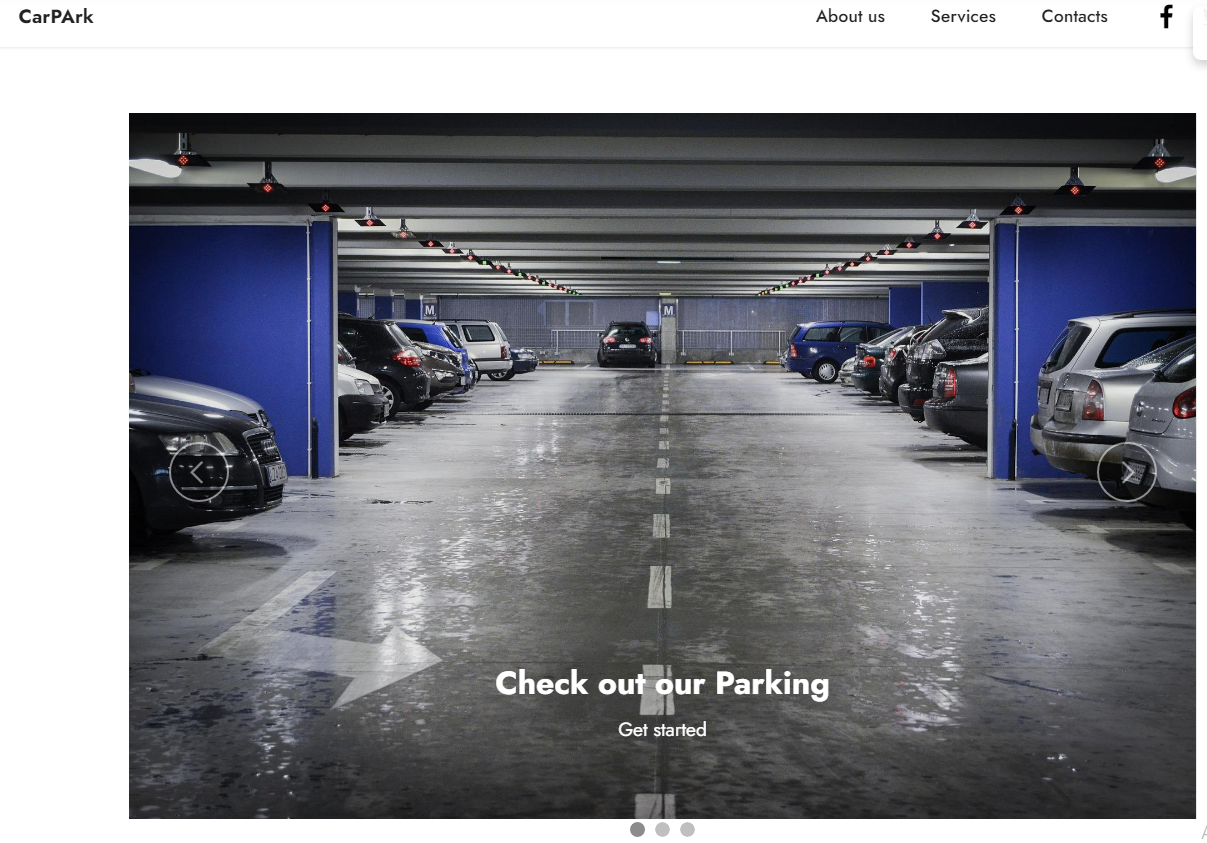 CarPArk
About us Services Contacts
M M
Check out our Parking
Get started